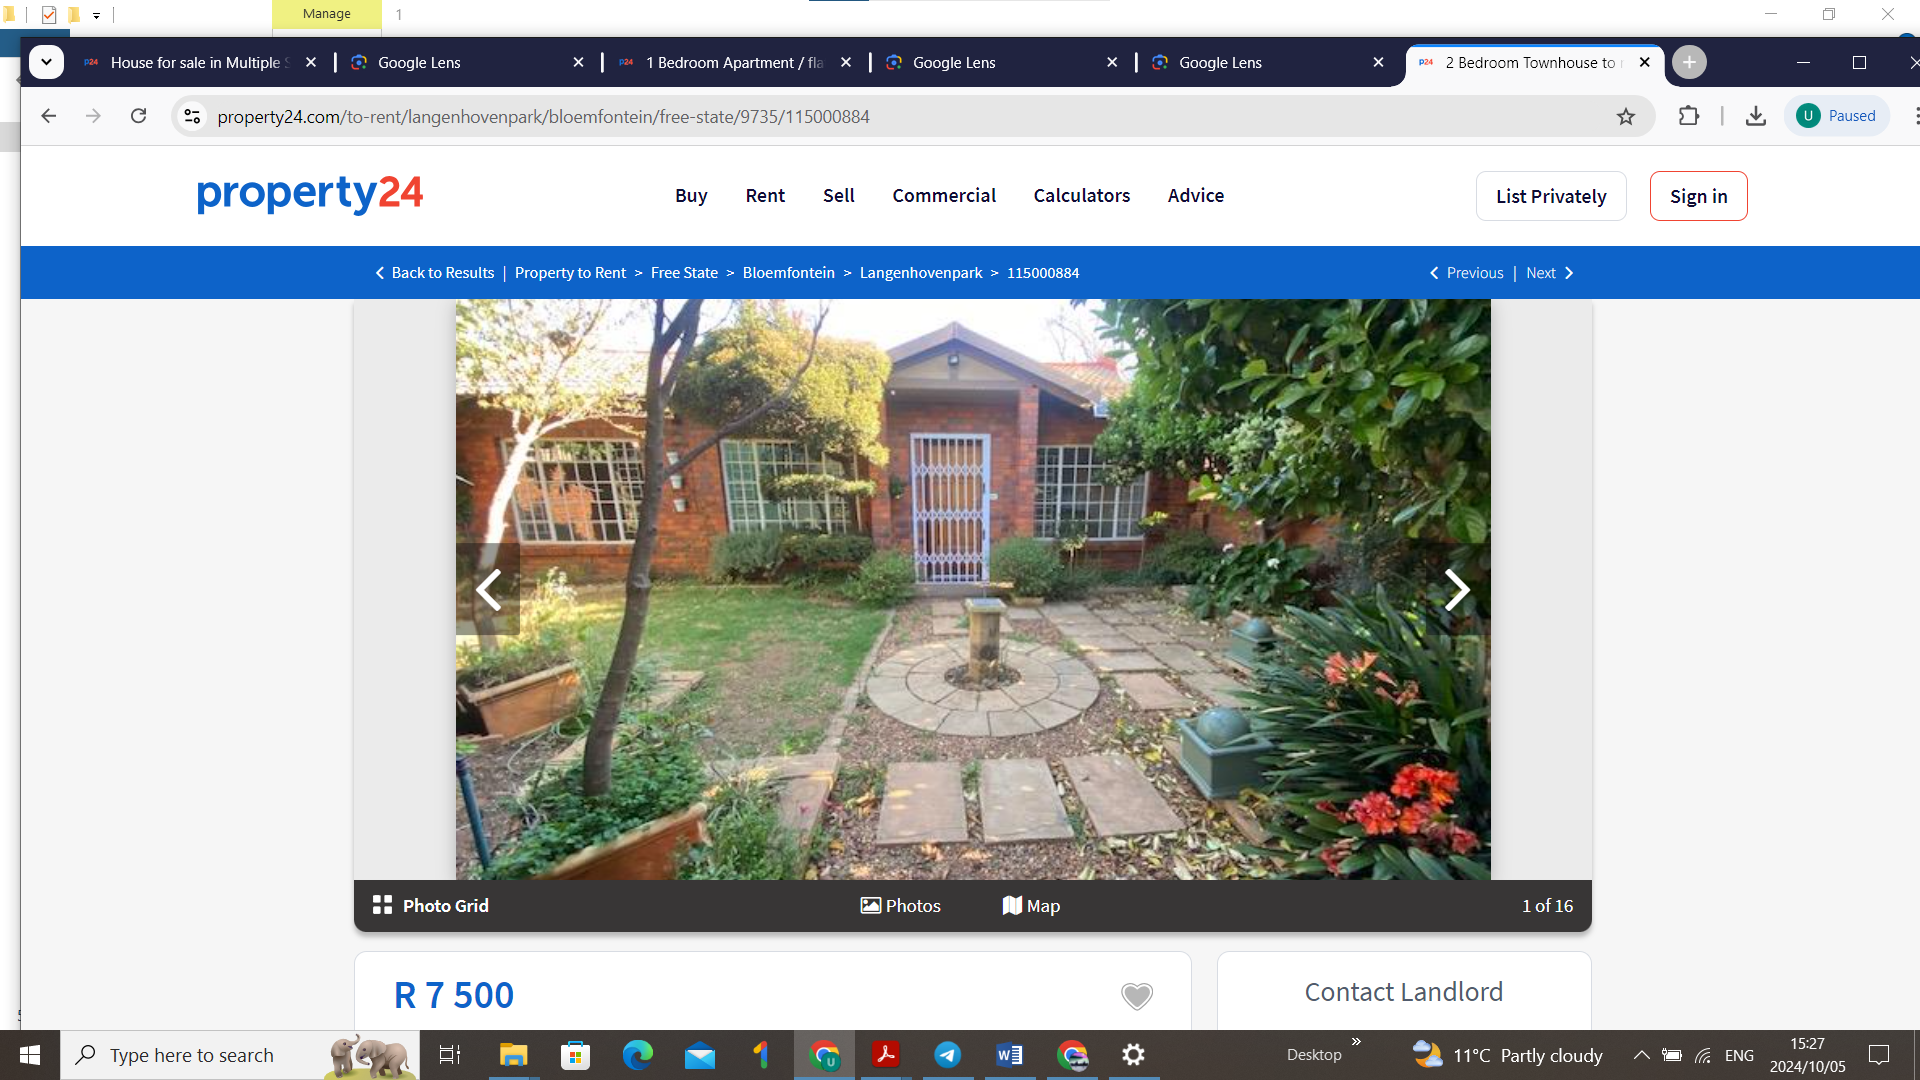 Manage
1
House for sale in Multiple
Google Lens
1 Bedroom Apartment / fla
Google Lens
Google Lens
2 Bedroom Townhouse to
property24.com/to-rent/langenhovenpark/bloemfontein/free-state/9735/115000884
U
Paused
property24
Buy
Rent
Sell
Commercial
Calculators
Advice
List Privately
Sign in
Back to Results | Property to Rent > Free State > Bloemfontein > Langenhovenpark > 115000884
Previous | Next
Photo Grid
Photos
Map
1 of 16
R 7 500
Contact Landlord
Type here to search
Desktop
11°C Partly cloudy
ENG
15:27
2024/10/05